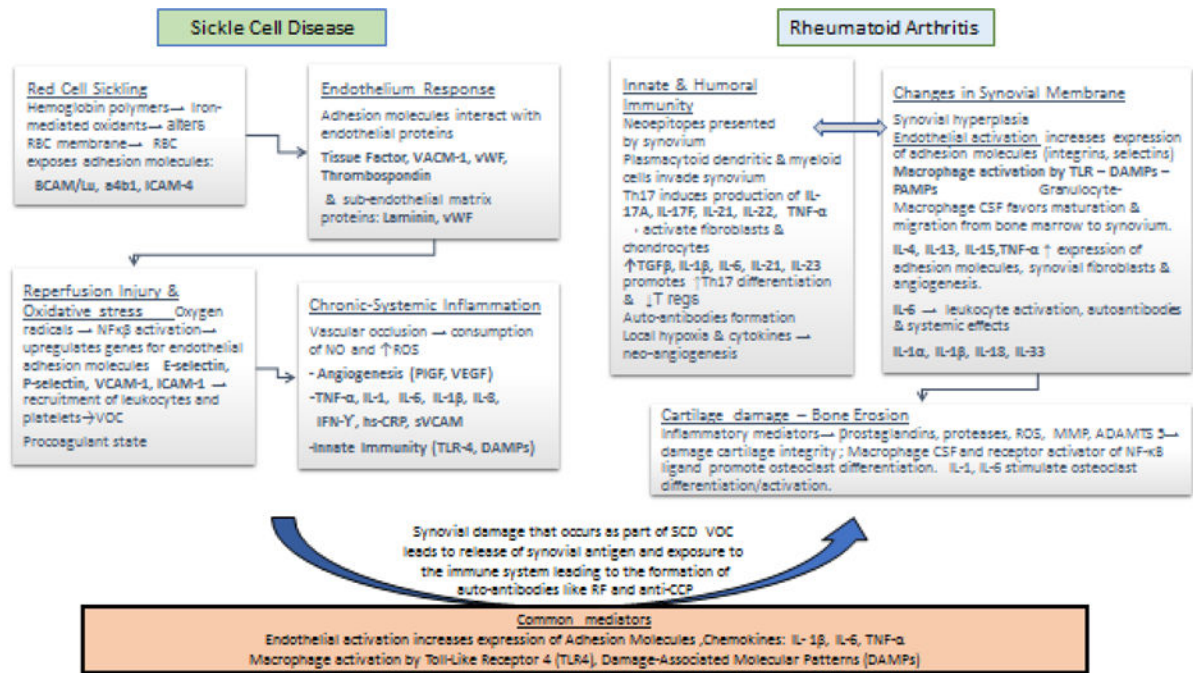 Sickle Cell Disease
Rheumatoid Arthritis
Red Cell Sickling
Hemoglobin polymers→ Iron-
mediated oxidants→ alters
RBC membrane→ RBC
exposes adhesion molecules:
BCAM/Lu, a4b1, ICAM-4
Endothelium Response
Adhesion molecules interact with
endothelial proteins
Tissue Factor, VACM-1, vWF,
Thrombospondin
& sub-endothelial matrix
proteins: Laminin, vWF
Reperfusion Injury &
Oxidative stress Oxygen
radicals → NFκβ activation→
upregulates genes for endothelial
adhesion molecules E-selectin,
P-selectin, VCAM-1, ICAM-1 →
recruitment of leukocytes and
platelets→VOC
Procoagulant state
Chronic-Systemic Inflammation
Vascular occlusion → consumption
of NO and ↑ROS
- Angiogenesis (PlGF, VEGF)
-TNF-α, IL-1, IL-6, IL-1β, IL-8,
IFN-ϒ, hs-CRP, sVCAM
-Innate Immunity (TLR-4, DAMPs)
Innate & Humoral
Immunity
Neoepitopes presented
by synovium
Plasmacytoid dendritic & myeloid
cells invade synovium
Th17 induces production of IL-
17A, IL-17F, IL-21, IL-22, TNF-α
· activate fibroblasts &
chondrocytes
↑TGFβ, IL-1β, IL-6, IL-21, IL-23
promotes ↑Th17 differentiation
& ↓T regs
Auto-antibodies formation
Local hypoxia & cytokines →
neo-angiogenesis
Changes in Synovial Membrane
Synovial hyperplasia
Endothelial activation increases expression
of adhesion molecules (integrins, selectins)
Macrophage activation by TLR – DAMPs –
PAMPs Granulocyte-
Macrophage CSF favors maturation &
migration from bone marrow to synovium.
IL-4, IL-13, IL-15,TNF-α ↑ expression of
adhesion molecules, synovial fibroblasts &
angiogenesis.
IL-6 → leukocyte activation, autoantibodies
& systemic effects
IL-1α, IL-1β, IL-18, IL-33
Cartilage damage – Bone Erosion
Inflammatory mediators→ prostaglandins, proteases, ROS, MMP, ADAMTS 5→
damage cartilage integrity; Macrophage CSF and receptor activator of NF-κB
ligand promote osteoclast differentiation. IL-1, IL-6 stimulate osteoclast
differentiation/activation.
Synovial damage that occurs as part of SCD VOC
leads to release of synovial antigen and exposure to
the immune system leading to the formation of
auto-antibodies like RF and anti-CCP
Common mediators
Endothelial activation increases expression of Adhesion Molecules ,Chemokines: IL- 1β, IL-6, TNF-α
Macrophage activation by Toll-Like Receptor 4 (TLR4), Damage-Associated Molecular Patterns (DAMPs)